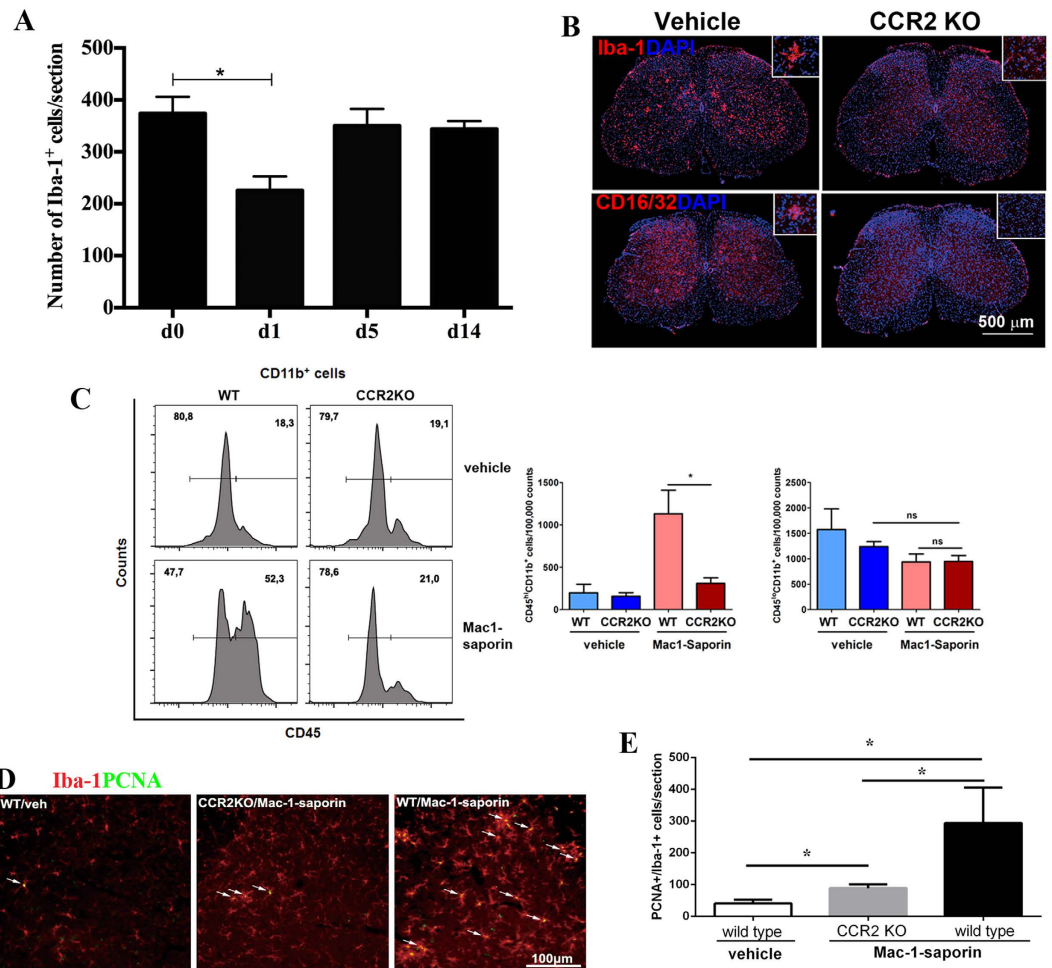 A
Number of Iba-1+ cells/section
500
400
300
200
100
0
*
d0 d1 d5 d14
B
Vehicle CCR2 KO
Iba-1DAPI
CD16/32DAPI
500 μm
C
CD11b+ cells
WT CCR2KO
80,8 18,3 79,7 19,1
vehicle
47,7 52,3 78,6 21,0
Mac1-
saporin
Counts
CD45
CD45hiCD11b+ cells/100,000 counts
1500
1000
500
0
*
WT CCR2KO WT CCR2KO
vehicle Mac1-Saporin
CD45loCD11b+ cells/100,000 counts
2500
2000
1500
1000
500
0
ns
ns
WT CCR2KO WT CCR2KO
vehicle Mac1-Saporin
D
Iba-1PCNA
WT/veh CCR2KO/Mac-1-saporin WT/Mac-1-saporin
100μm
E
PCNA+/Iba-1+ cells/section
500
400
300
200
100
0
*
*
*
wild type CCR2 KO wild type
vehicle Mac-1-saporin